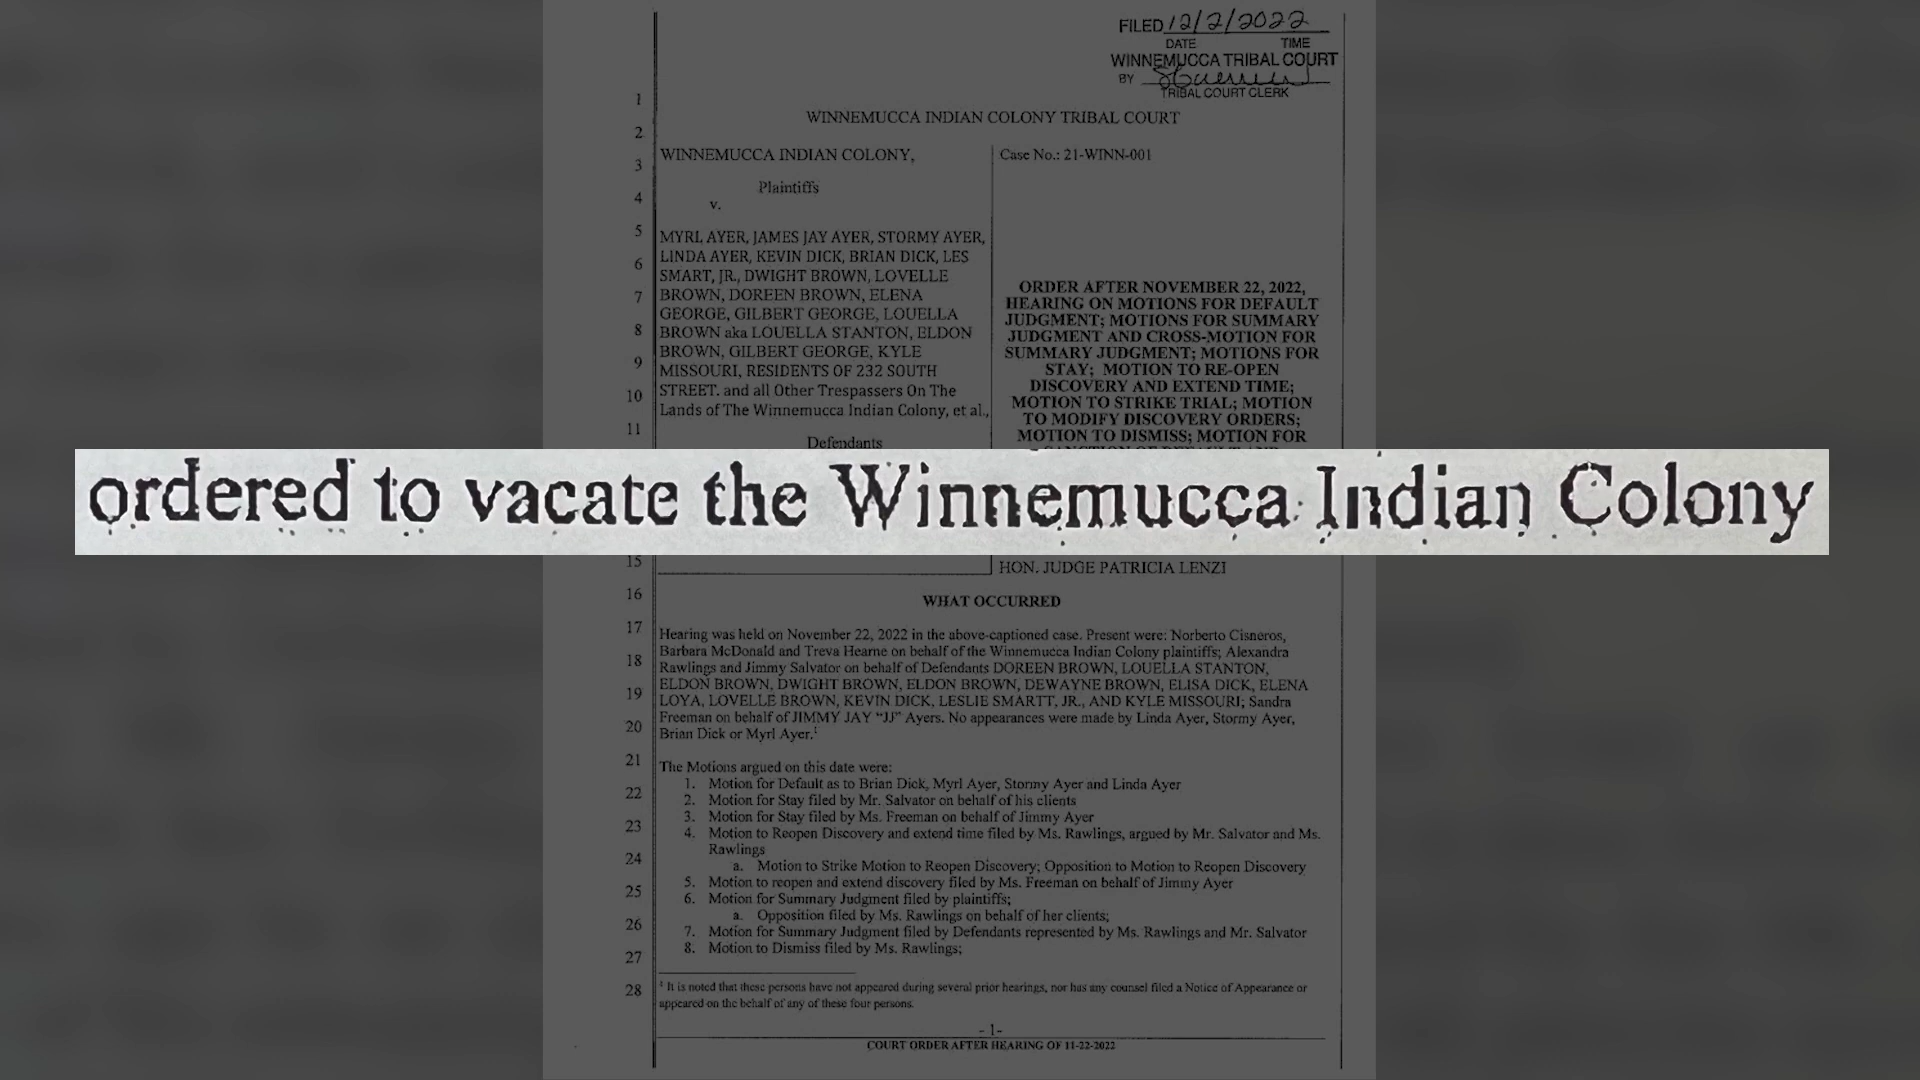 FILED 12/2/2022
DATE TIME
WINNEMUCCA TRIBAL COURT
BY
TRIBAL COURT CLERK
1
WINNEMUCCA INDIAN COLONY TRIBAL COURT
2
WINNEMUCCA INDIAN COLONY,
Case No.: 21-WINN-001
3
Plaintiffs
4
v.
5
MYRL AYER, JAMES JAY AYER, STORMY AYER,
6
LINDA AYER, KEVIN DICK, BRIAN DICK, LES
SMART, JR., DWIGHT BROWN, LOVELLE
7
BROWN, DOREEN BROWN, ELENA
GEORGE, GILBERT GEORGE, LOUELLA
8
BROWN aka LOUELLA STANTON, ELDON
BROWN, GILBERT GEORGE, KYLE
9
MISSOURI, RESIDENTS OF 232 SOUTH
10
STREET. and all Other Trespassers On The
Lands of The Winnemucca Indian Colony, et al.,
11
Defendants
ORDER AFTER NOVEMBER 22, 2022,
HEARING ON MOTIONS FOR DEFAULT
JUDGMENT; MOTIONS FOR SUMMARY
JUDGMENT AND CROSS-MOTION FOR
SUMMARY JUDGMENT; MOTIONS FOR
STAY; MOTION TO RE-OPEN
DISCOVERY AND EXTEND TIME;
MOTION TO STRIKE TRIAL; MOTION
TO MODIFY DISCOVERY ORDERS;
MOTION TO DISMISS; MOTION FOR
ordered to vacate the Winnemucca Indian Colony
15
HON. JUDGE PATRICIA LENZI
16
WHAT OCCURRED
17
Hearing was held on November 22, 2022 in the above-captioned case. Present were: Norberto Cisneros,
Barbara McDonald and Treva Hearne on behalf of the Winnemucca Indian Colony plaintiffs; Alexandra
18
Rawlings and Jimmy Salvator on behalf of Defendants DOREEN BROWN, LOUELLA STANTON,
ELDON BROWN, DWIGHT BROWN, ELDON BROWN, DEWAYNE BROWN, ELISA DICK, ELENA
19
LOYA, LOVELLE BROWN, KEVIN DICK, LESLIE SMARTT, JR., AND KYLE MISSOURI; Sandra
Freeman on behalf of JIMMY JAY “JJ” Ayers. No appearances were made by Linda Ayer, Stormy Ayer,
20
Brian Dick or Myrl Ayer.1
21
The Motions argued on this date were:
1. Motion for Default as to Brian Dick, Myrl Ayer, Stormy Ayer and Linda Ayer
22
2. Motion for Stay filed by Mr. Salvator on behalf of his clients
3. Motion for Stay filed by Ms. Freeman on behalf of Jimmy Ayer
23
4. Motion to Reopen Discovery and extend time filed by Ms. Rawlings, argued by Mr. Salvator and Ms.
Rawlings
24
a. Motion to Strike Motion to Reopen Discovery; Opposition to Motion to Reopen Discovery
5. Motion to reopen and extend discovery filed by Ms. Freeman on behalf of Jimmy Ayer
25
6. Motion for Summary Judgment filed by plaintiffs;
a. Opposition filed by Ms. Rawlings on behalf of her clients;
26
7. Motion for Summary Judgment filed by Defendants represented by Ms. Rawlings and Mr. Salvator
8. Motion to Dismiss filed by Ms. Rawlings;
27
28
1 It is noted that these persons have not appeared during several prior hearings, nor has any counsel filed a Notice of Appearance or
appeared on the behalf of any of these four persons.
- 1-
COURT ORDER AFTER HEARING OF 11-22-2022